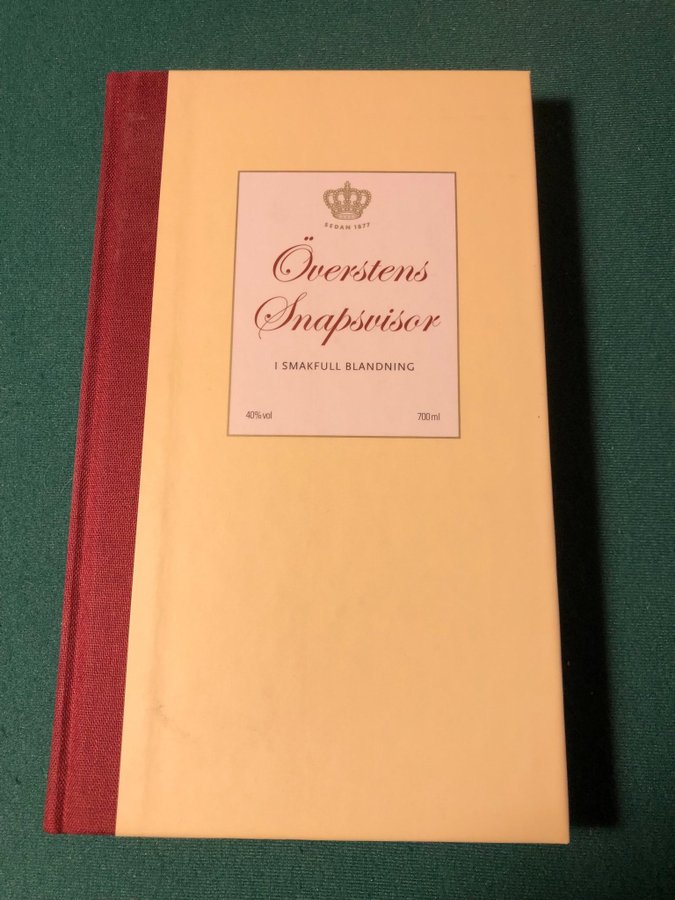 SEDAN 1877
Överstens
Snapsvisor
I SMAKFULL BLANDNING
40% vol 700 ml